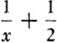 1/x + 1/2